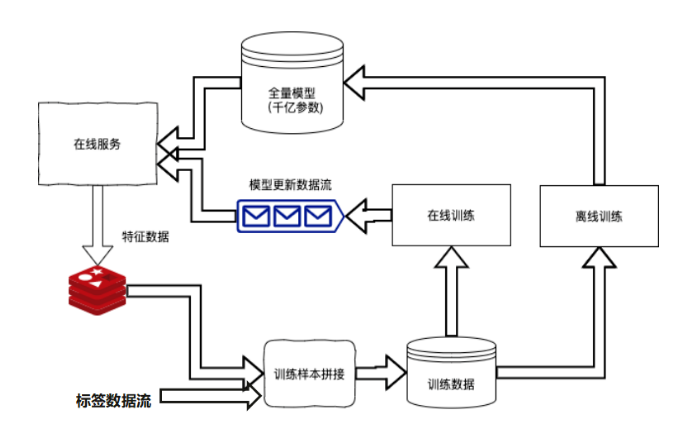 全量模型
(千亿参数)
在线服务
模型更新数据流
在线训练
离线训练
特征数据
训练样本拼接
训练数据
标签数据流